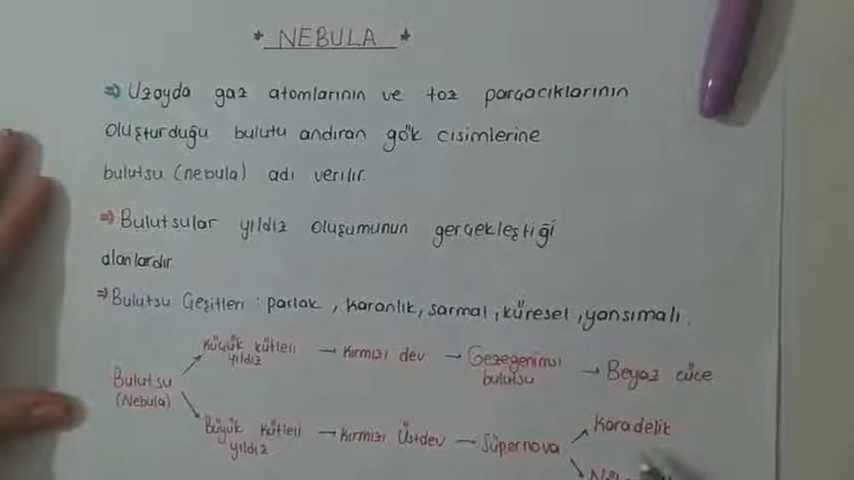 * NEBULA *
⇒ Uzayda gaz atomlarının ve toz parçacıklarının
oluşturduğu bulutu andıran gök cisimlerine
bulutsu (nebula) adı verilir.
⇒ Bulutsular yıldız oluşumunun gerçekleştiği
alanlardır
⇒ Bulutsu Çeşitleri : parlak , karanlık, sarmal, küresel, yansımalı.
Küçük kütleli yıldız → Kırmızı dev → Gezegenimsi bulutsu → Beyaz cüce
Bulutsu (Nebula)
Büyük kütleli yıldız → Kırmızı Üstdev → Süpernova
Karadelik